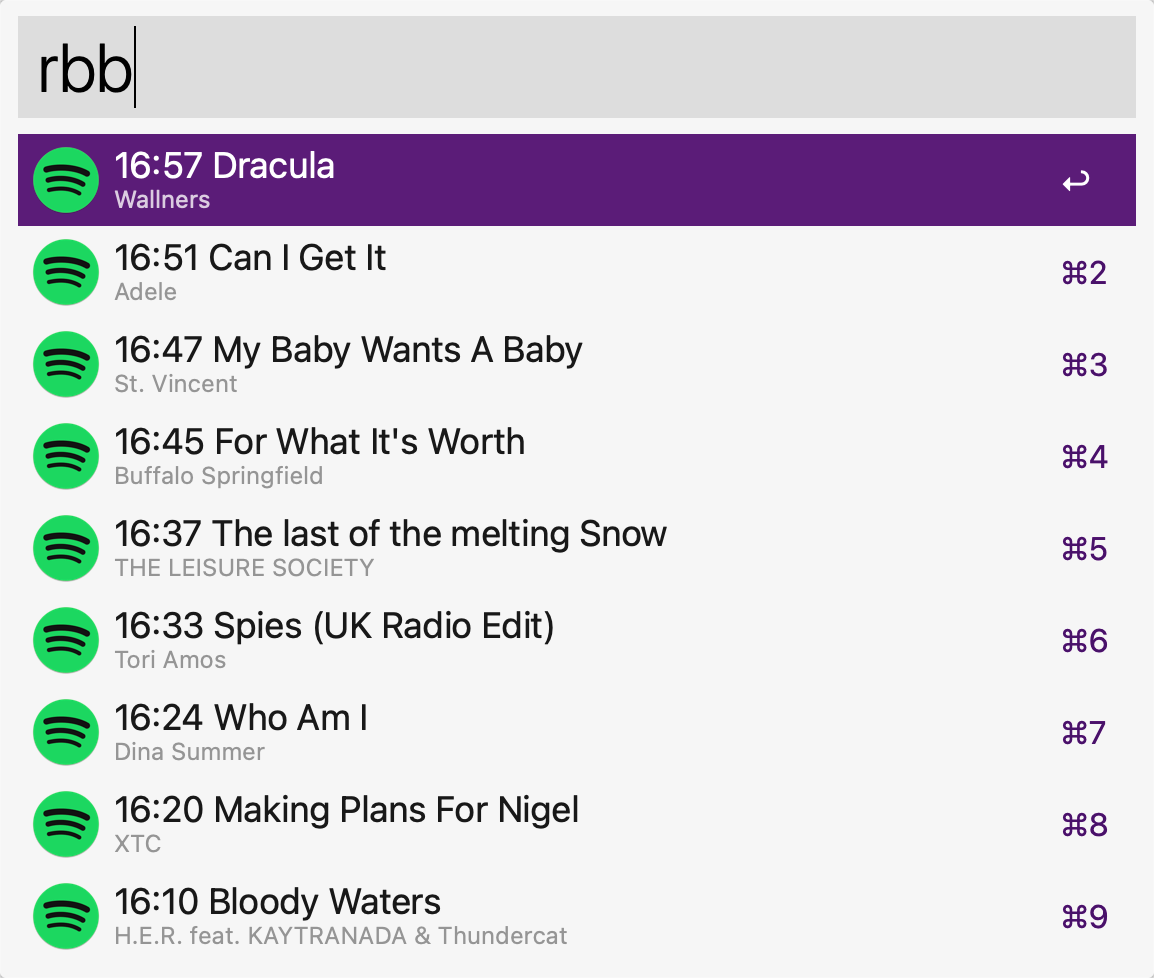 rbb
16:57 Dracula
Wallners
↩
16:51 Can I Get It
Adele
⌘2
16:47 My Baby Wants A Baby
St. Vincent
⌘3
16:45 For What It's Worth
Buffalo Springfield
⌘4
16:37 The last of the melting Snow
THE LEISURE SOCIETY
⌘5
16:33 Spies (UK Radio Edit)
Tori Amos
⌘6
16:24 Who Am I
Dina Summer
⌘7
16:20 Making Plans For Nigel
XTC
⌘8
16:10 Bloody Waters
H.E.R. feat. KAYTRANADA & Thundercat
⌘9